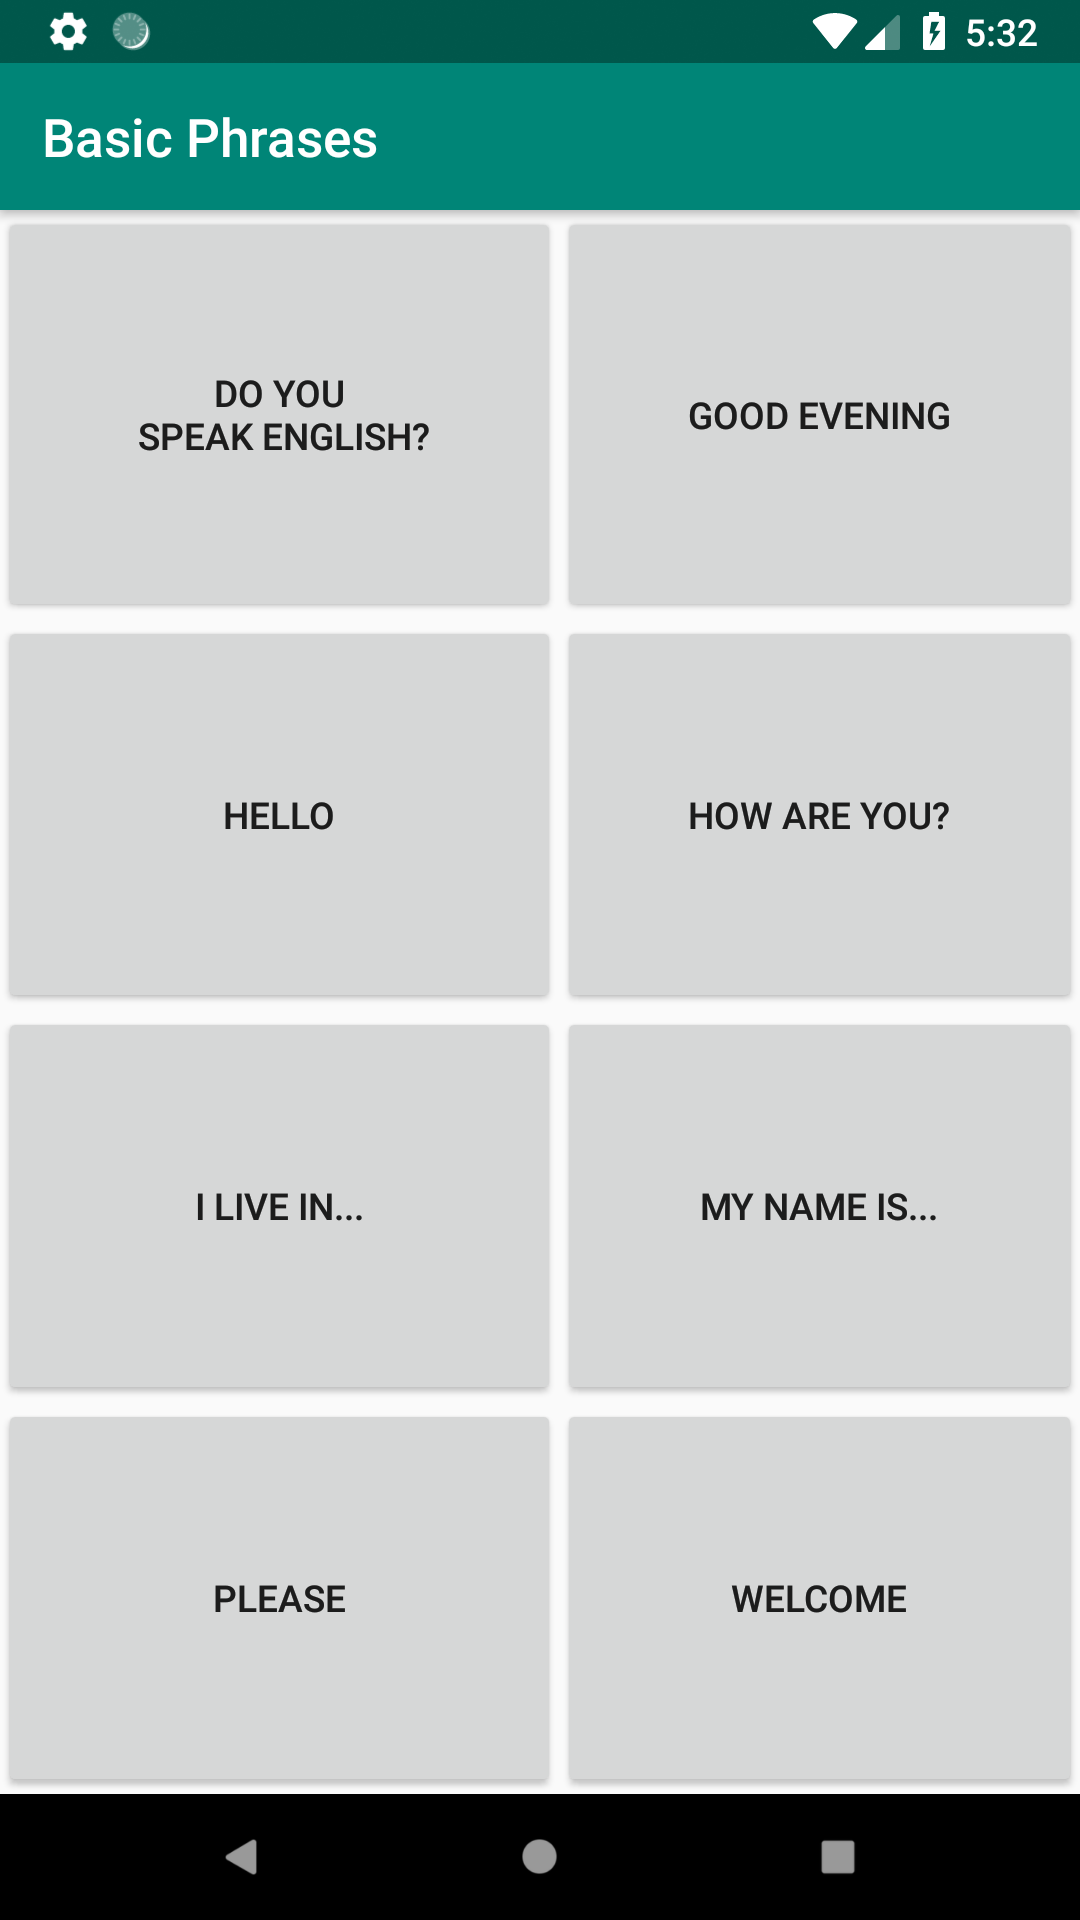 5:32
Basic Phrases
DO YOU
SPEAK ENGLISH?
GOOD EVENING
HELLO
HOW ARE YOU?
I LIVE IN...
MY NAME IS...
PLEASE
WELCOME